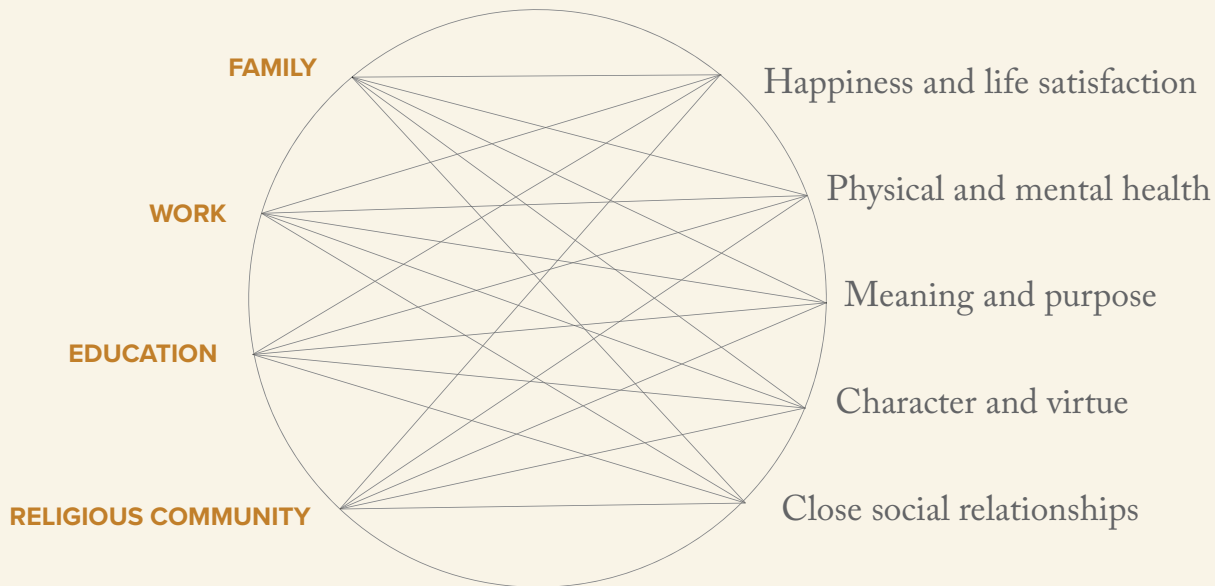 FAMILY
Happiness and life satisfaction
Physical and mental health
WORK
Meaning and purpose
EDUCATION
Character and virtue
RELIGIOUS COMMUNITY
Close social relationships